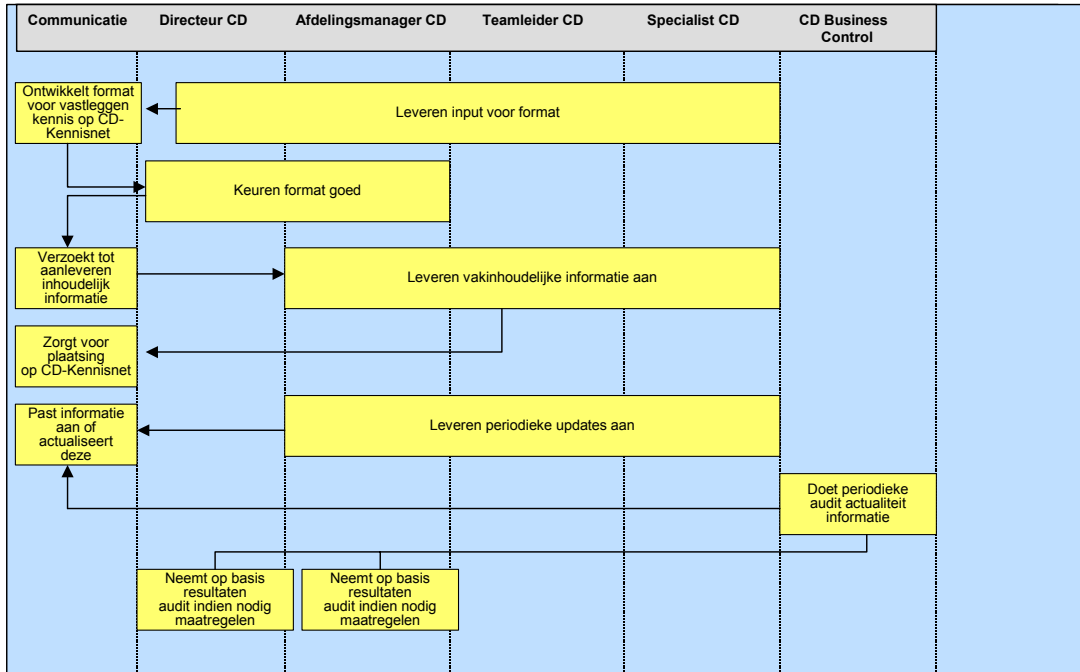 Communicatie
Directeur CD
Afdelingsmanager CD
Teamleider CD
Specialist CD
CD Business
Control
Ontwikkelt format
voor vastleggen
kennis op CD-
Kennisnet
Leveren input voor format
Keuren format goed
Verzoekt tot
aanleveren
inhoudelijk
informatie
Leveren vakinhoudelijke informatie aan
Zorgt voor
plaatsing
op CD-Kennisnet
Past informatie
aan of
actualiseert
deze
Leveren periodieke updates aan
Doet periodieke
audit actualiteit
informatie
Neemt op basis
resultaten
audit indien nodig
maatregelen
Neemt op basis
resultaten
audit indien nodig
maatregelen